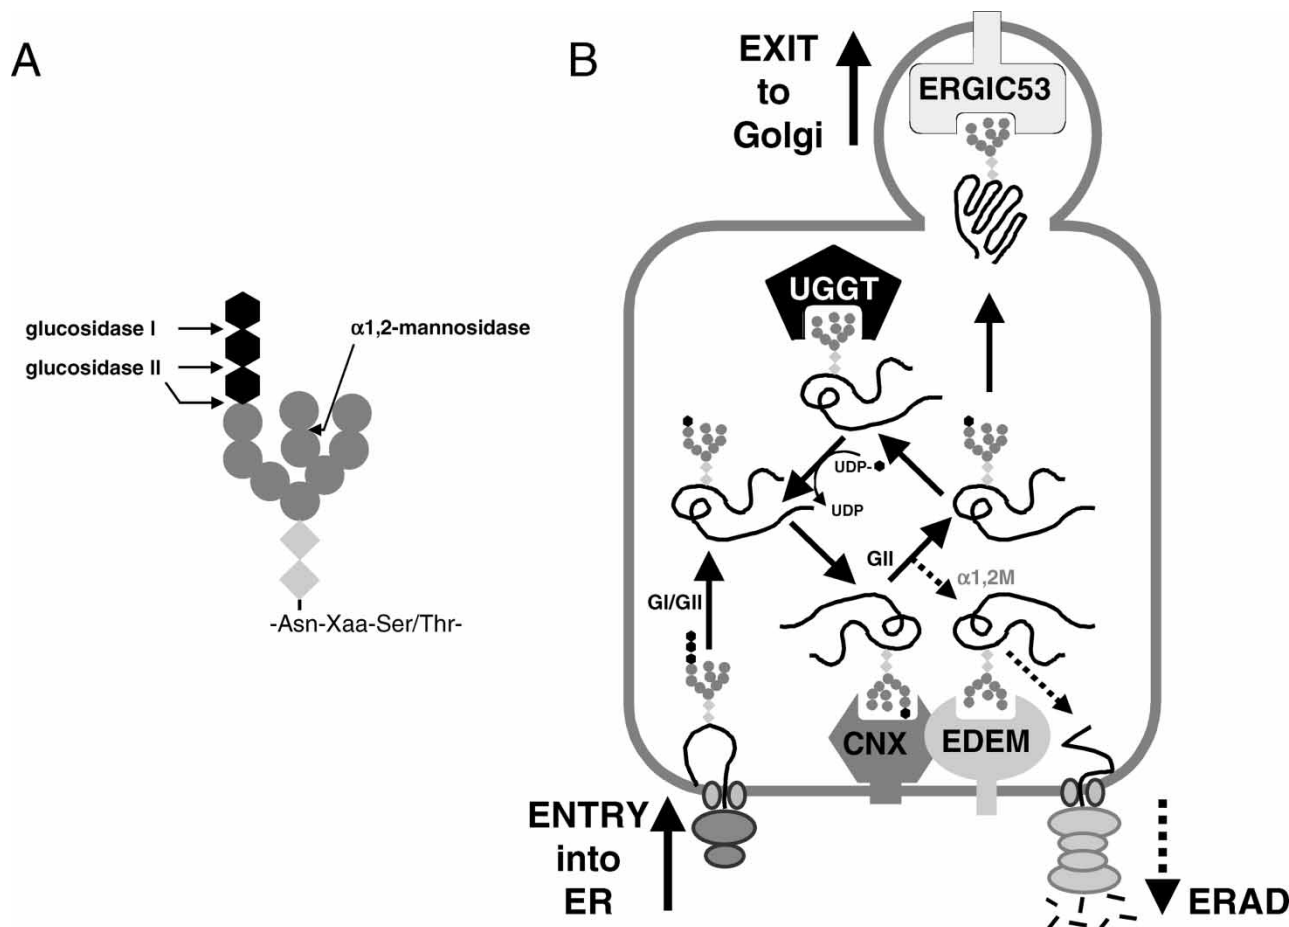 A
glucosidase I
glucosidase II
α1,2-mannosidase
-Asn-Xaa-Ser/Thr-
B
EXIT
to
Golgi
ERGIC53
UGGT
UDP-
UDP
GII
α1,2M
GI/GII
CNX
EDEM
ENTRY
into
ER
ERAD